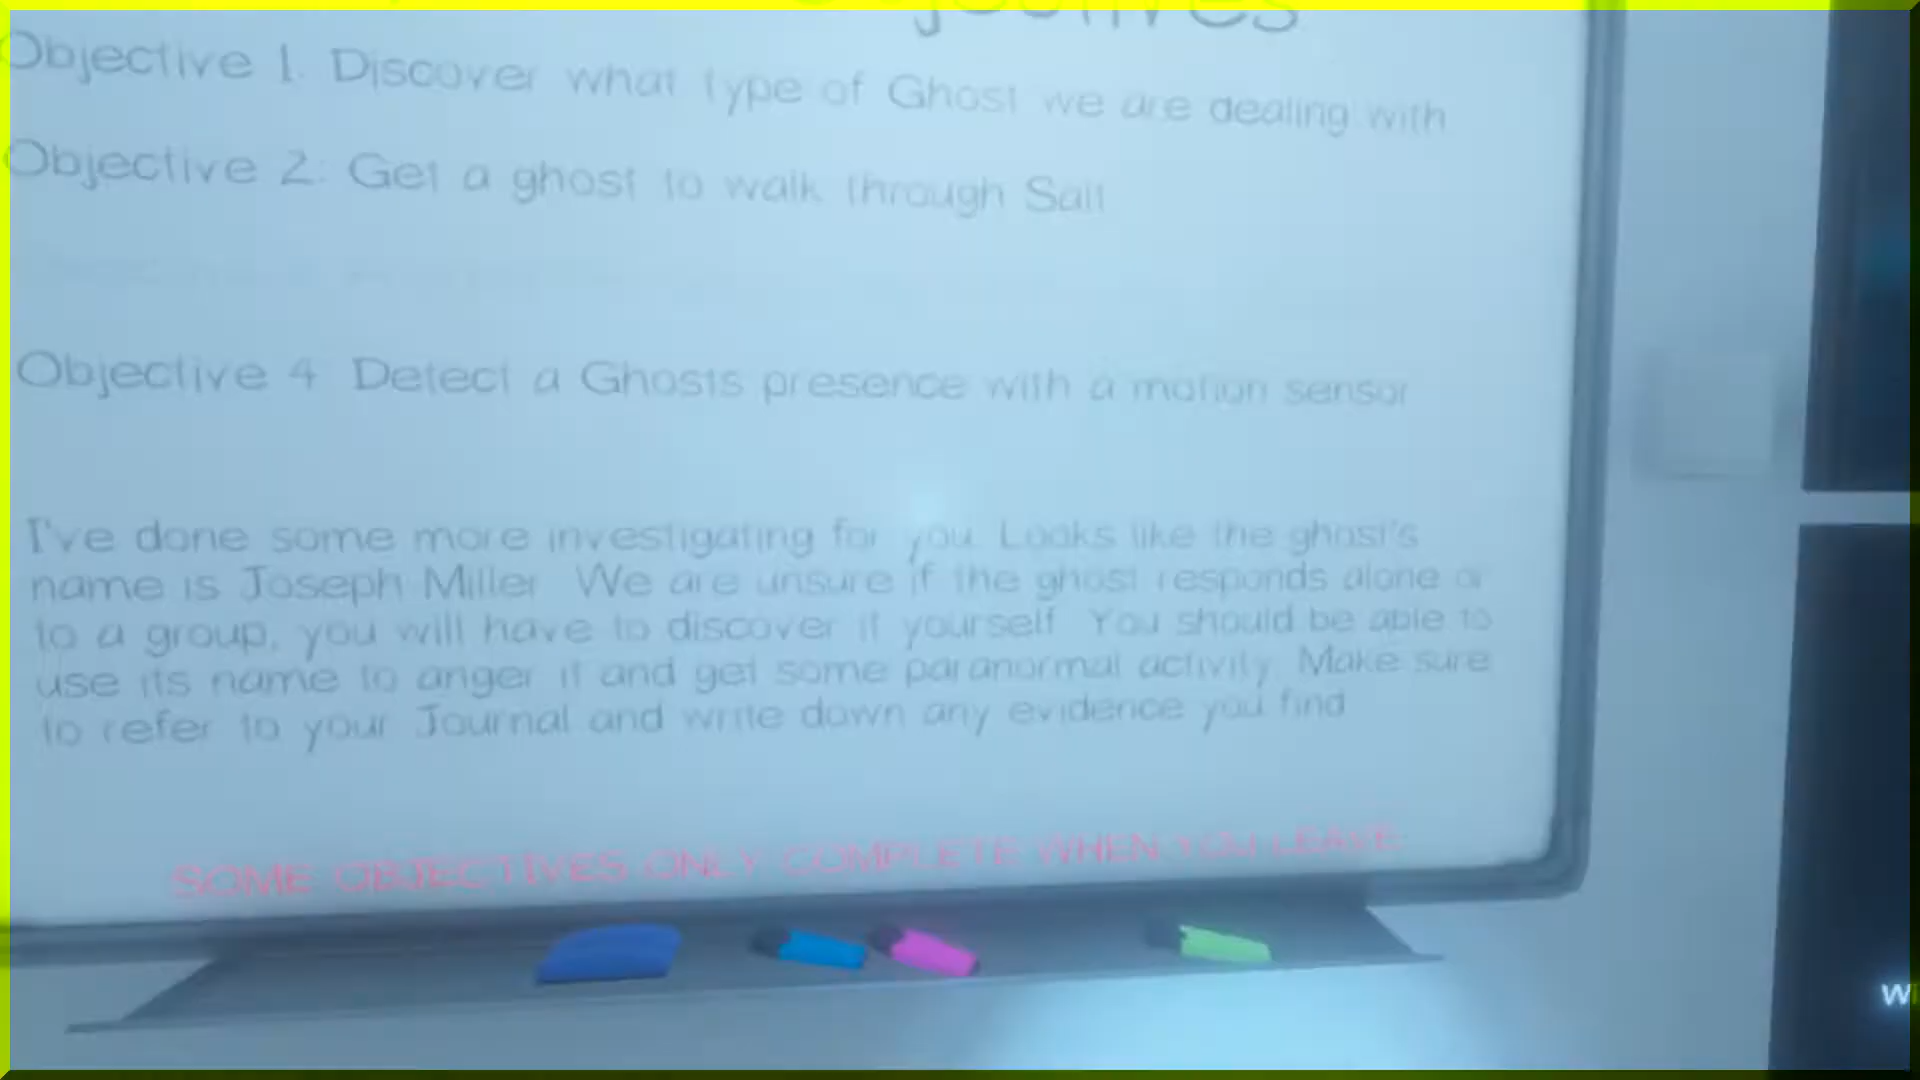 Objectives
Objective 1: Discover what type of Ghost we are dealing with
Objective 2: Get a ghost to walk through Salt
Objective 4: Detect a Ghosts presence with a motion sensor
I've done some more investigating for you. Looks like the ghost's
name is Joseph Miller. We are unsure if the ghost responds alone or
to a group, you will have to discover it yourself. You should be able to
use its name to anger it and get some paranormal activity. Make sure
to refer to your Journal and write down any evidence you find
SOME OBJECTIVES ONLY COMPLETE WHEN YOU LEAVE